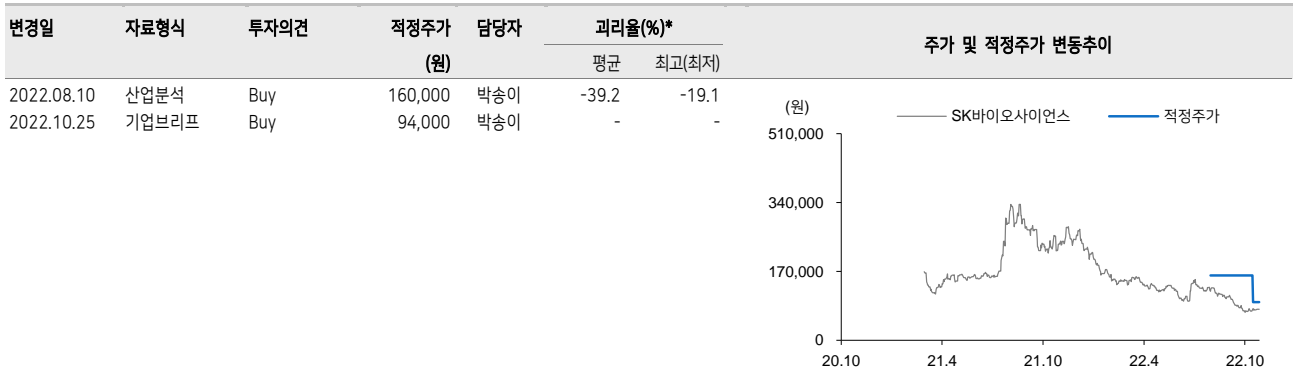 변경일 자료형식 투자의견 적정주가 담당자 괴리율(%)* 주가 및 적정주가 변동추이
(원) 평균 최고(최저)
2022.08.10 산업분석 Buy 160,000 박송이 -39.2 -19.1
2022.10.25 기업브리프 Buy 94,000 박송이 - -
(원) SK바이오사이언스 적정주가
510,000
340,000
170,000
0
20.10 21.4 21.10 22.4 22.10